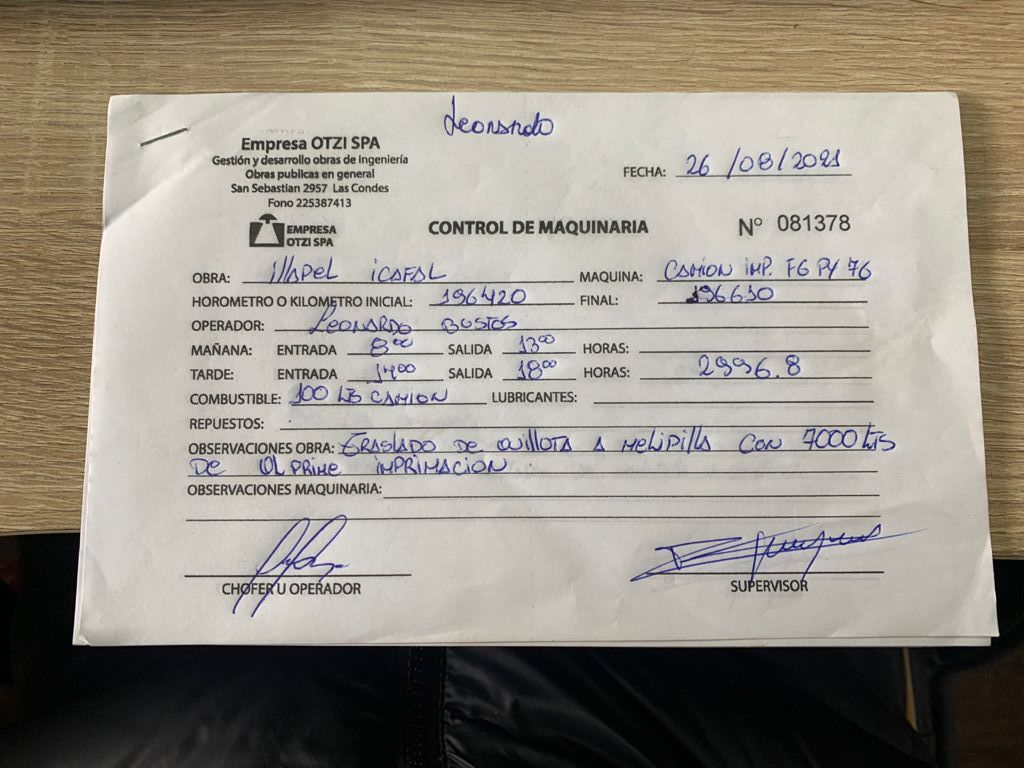 Leonardo
Empresa OTZI SPA
Gestión y desarrollo obras de Ingeniería
Obras publicas en general
San Sebastian 2957 Las Condes
Fono 225387413
EMPRESA
OTZI SPA
FECHA: 26/08/2021
CONTROL DE MAQUINARIA
Nº 081378
OBRA: illapel icafal MAQUINA: Camion imp. FG PY 76
HOROMETRO O KILOMETRO INICIAL: 196420 FINAL: 196610
OPERADOR: Leonardo Bustos
MAÑANA: ENTRADA 8:00 SALIDA 13:00 HORAS:
TARDE: ENTRADA 14:00 SALIDA 18:00 HORAS: 2996.8
COMBUSTIBLE: 100 Lts camion LUBRICANTES:
REPUESTOS:
OBSERVACIONES OBRA: traslado de Quillota a Melipilla con 7000 Lts
de QL prime imprimacion
OBSERVACIONES MAQUINARIA:
CHOFER U OPERADOR
SUPERVISOR